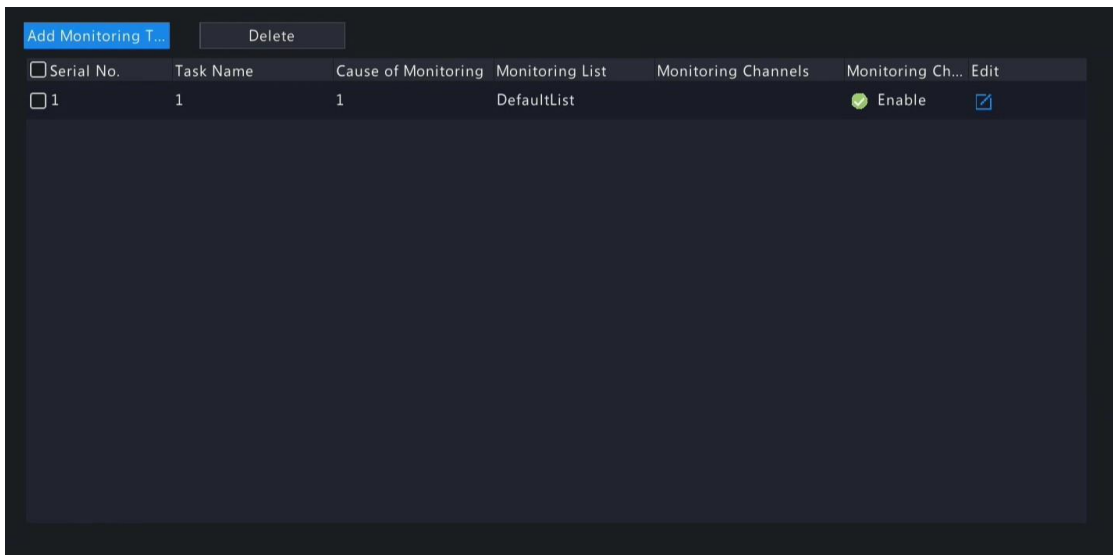 Add Monitoring T... Delete
Serial No. Task Name Cause of Monitoring Monitoring List Monitoring Channels Monitoring Ch... Edit
1 1 1 DefaultList Enable